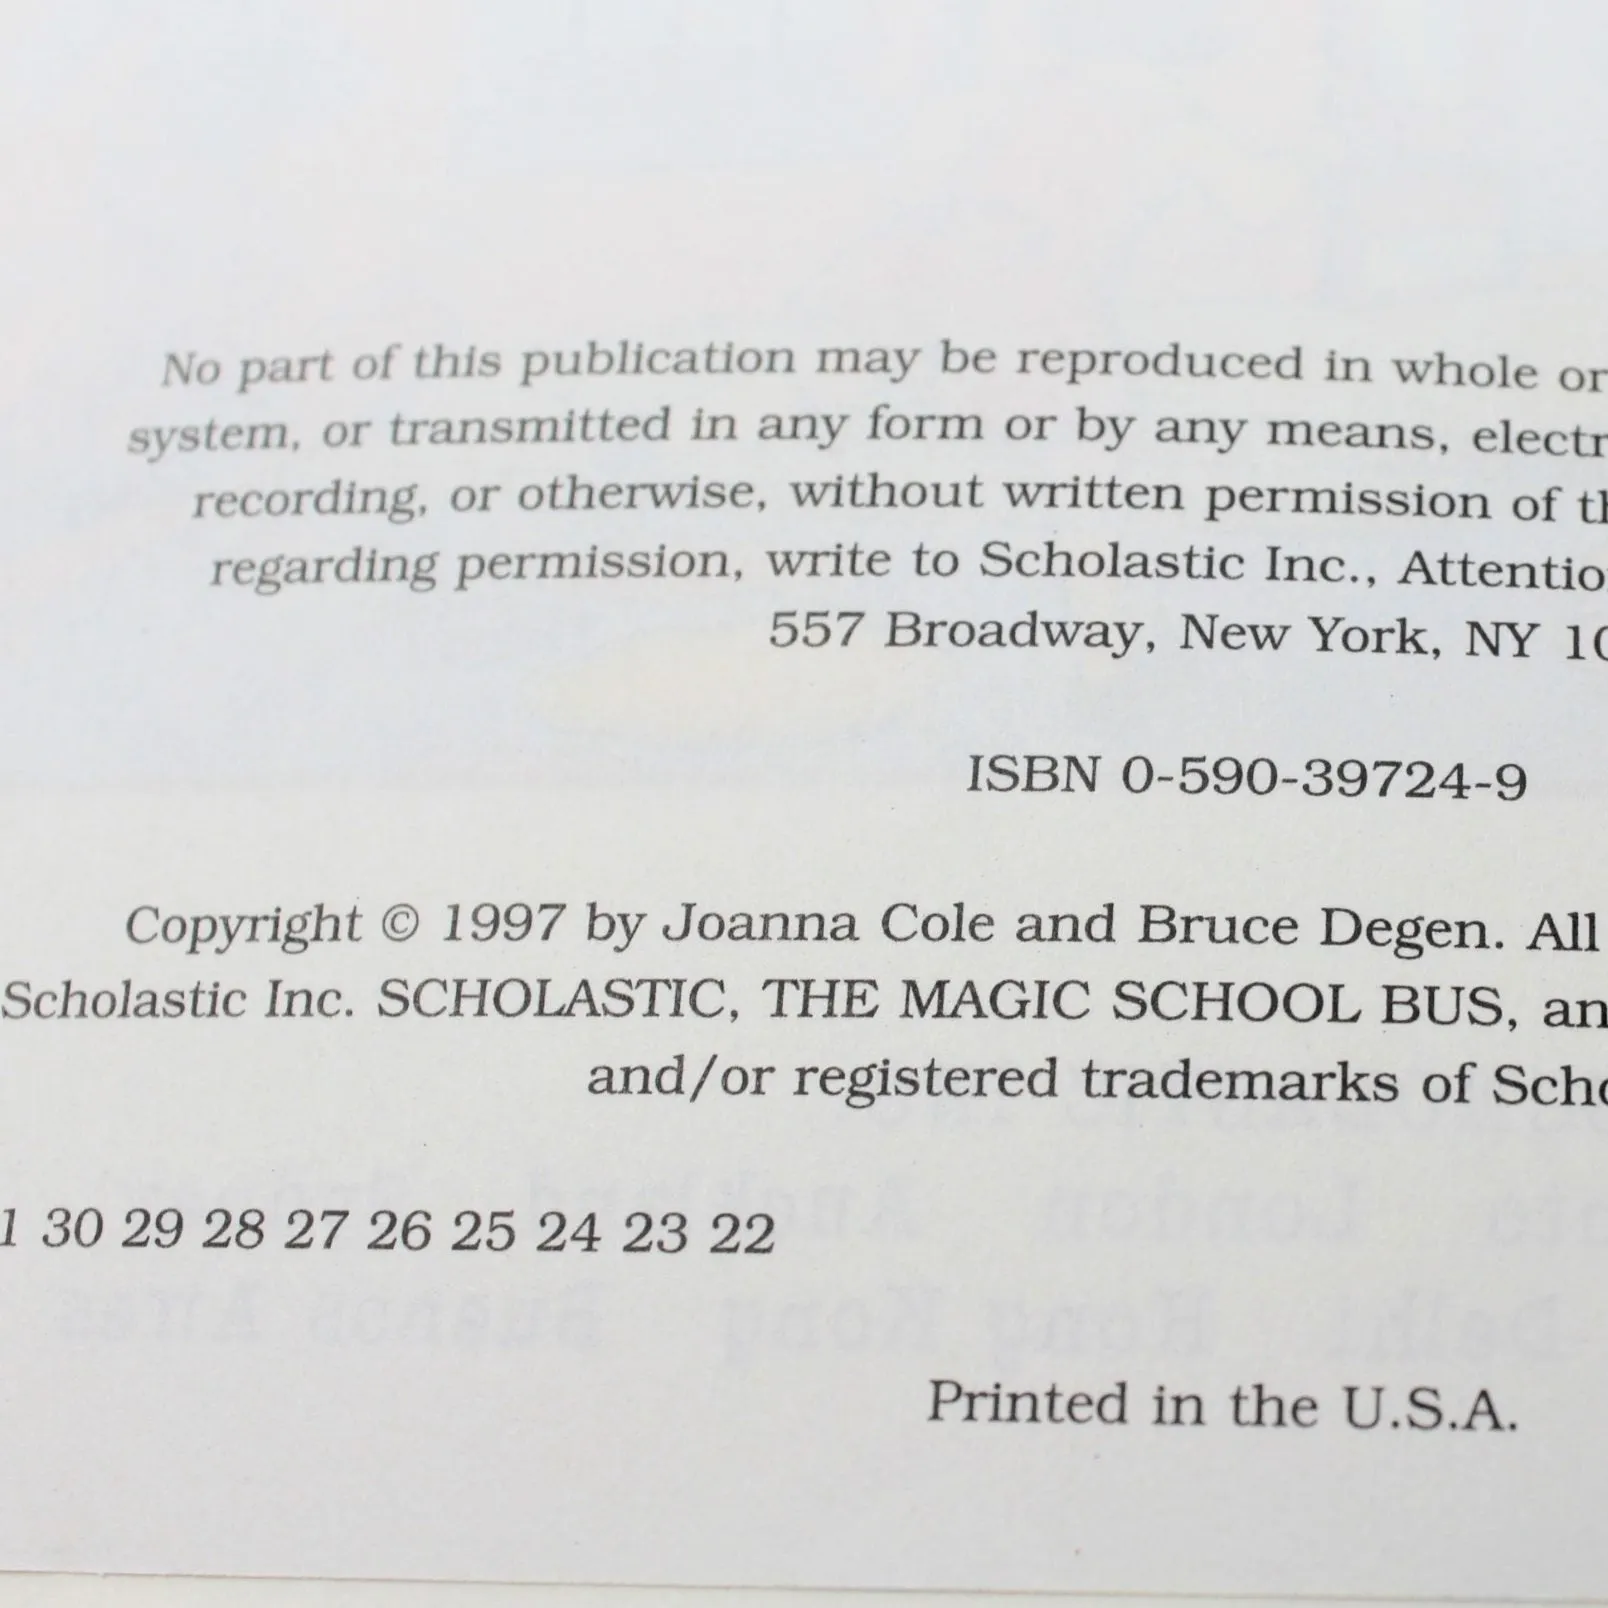 No part of this publication may be reproduced in whole or
system, or transmitted in any form or by any means, electr
recording, or otherwise, without written permission of th
regarding permission, write to Scholastic Inc., Attentio
557 Broadway, New York, NY 10
ISBN 0-590-39724-9
Copyright © 1997 by Joanna Cole and Bruce Degen. All
Scholastic Inc. SCHOLASTIC, THE MAGIC SCHOOL BUS, an
and/or registered trademarks of Scho
1 30 29 28 27 26 25 24 23 22
Printed in the U.S.A.